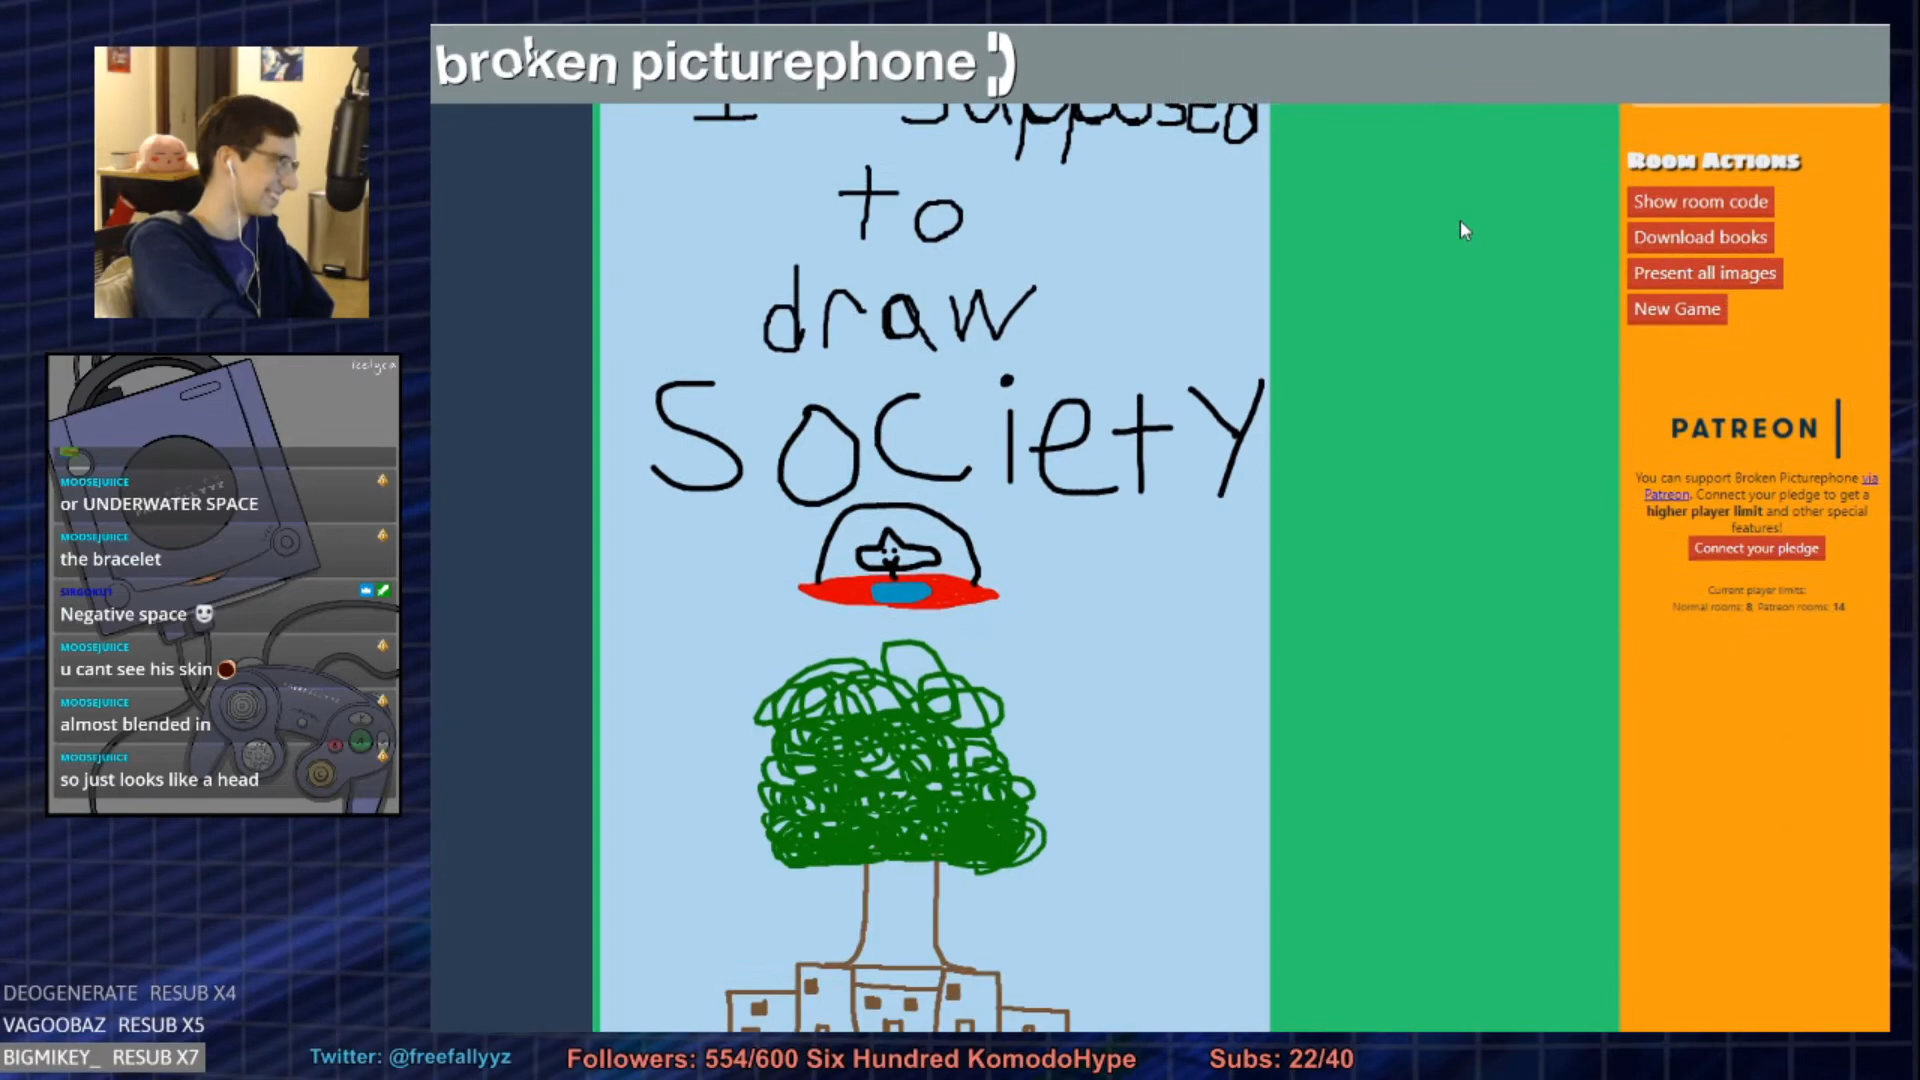 broken picturephone
I supposed
to
draw
SOCIETY
Room Actions
Show room code
Download books
Present all images
New Game
PATREON
You can support Broken Picturephone via
Patreon. Connect your pledge to get a
higher player limit and other special
features!
Connect your pledge
Current player limits:
Normal rooms: 8, Patreon rooms: 14
icelyca
MOOSEJUIICE
or UNDERWATER SPACE
MOOSEJUIICE
the bracelet
SIRGOKU1
Negative space
MOOSEJUIICE
u cant see his skin
MOOSEJUIICE
almost blended in
MOOSEJUIICE
so just looks like a head
DEOGENERATE RESUB X4
VAGOOBAZ RESUB X5
BIGMIKEY_ RESUB X7
Twitter: @freefallyyz
Followers: 554/600 Six Hundred KomodoHype
Subs: 22/40